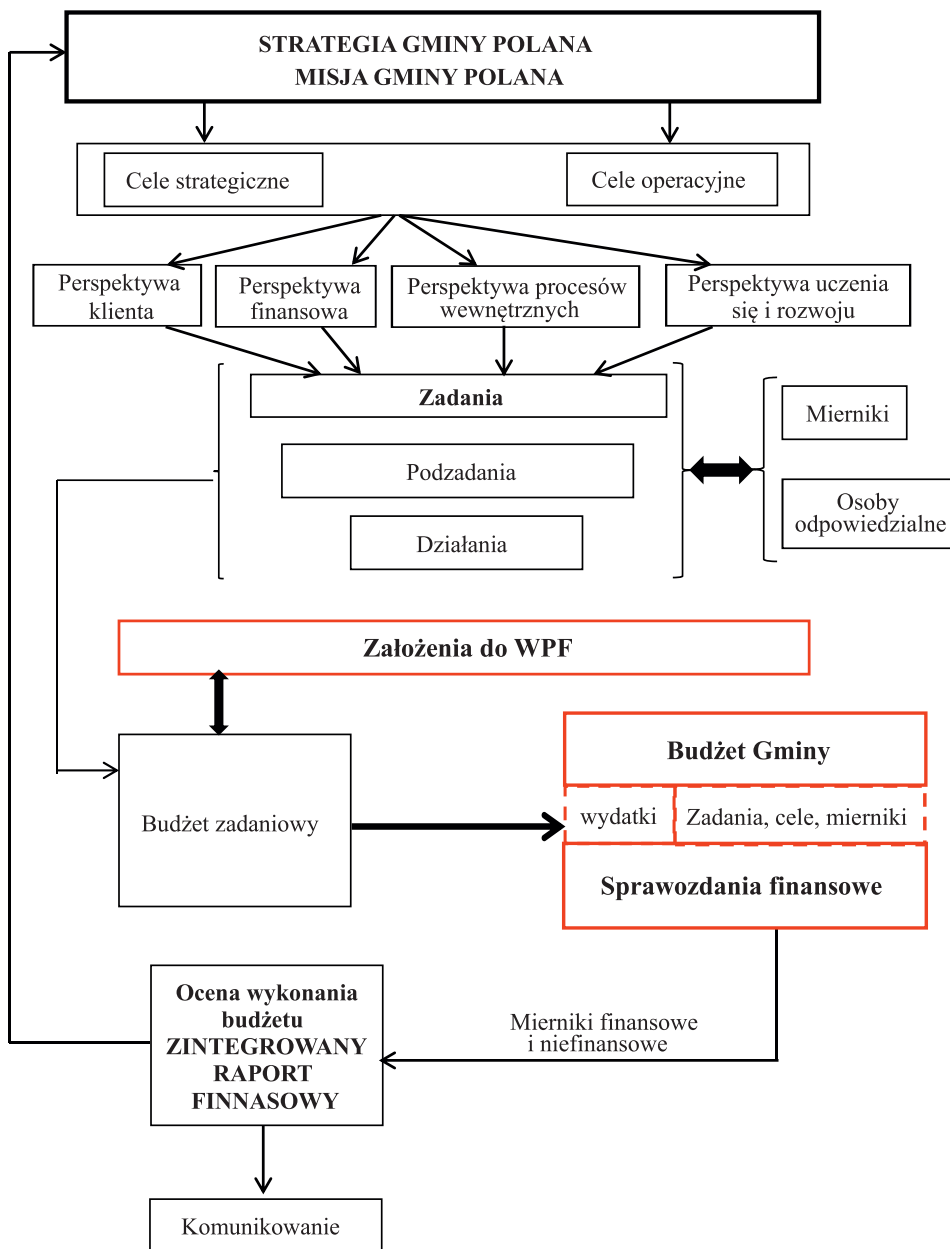 STRATEGIA GMINY POLANA
MISJA GMINY POLANA
Cele strategiczne
Cele operacyjne
Perspektywa
klienta
Perspektywa
finansowa
Perspektywa procesów
wewnętrznych
Perspektywa uczenia
się i rozwoju
Zadania
Podzadania
Działania
Mierniki
Osoby
odpowiedzialne
Założenia do WPF
Budżet zadaniowy
Budżet Gminy
wydatki
Zadania, cele, mierniki
Sprawozdania finansowe
Mierniki finansowe
i niefinansowe
Ocena wykonania
budżetu
ZINTEGROWANY
RAPORT
FINNASOWY
Komunikowanie